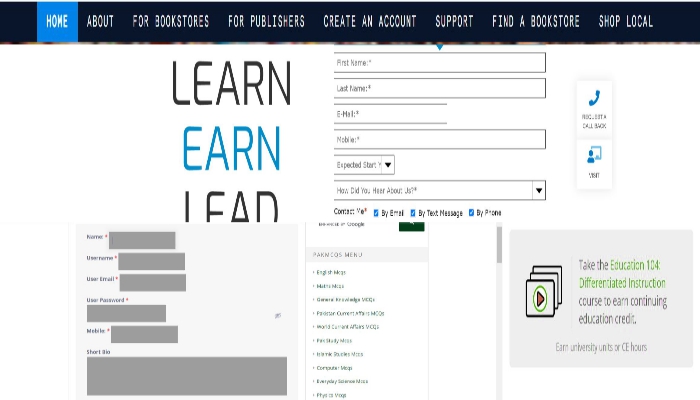 HOME ABOUT FOR BOOKSTORES FOR PUBLISHERS CREATE AN ACCOUNT SUPPORT FIND A BOOKSTORE SHOP LOCAL
LEARN
EARN
LEAD
First Name:*
Last Name:*
E-Mail:*
Mobile:*
Expected Start Y
How Did You Hear About Us?*
Contact Me* By Email By Text Message By Phone
REQUEST A
CALL BACK
VISIT
Name: *
Username *
User Email *
User Password *
Mobile: *
Short Bio
Google
PAKMCQS MENU
English Mcqs
Maths Mcqs
General Knowledge MCQs
Pakistan Current Affairs MCQs
World Current Affairs MCQs
Pak Study Mcqs
Islamic Studies Mcqs
Computer Mcqs
Everyday Science Mcqs
Physics Mcqs
Take the Education 104:
Differentiated Instruction
course to earn continuing
education credit.
Earn university units or CE hours